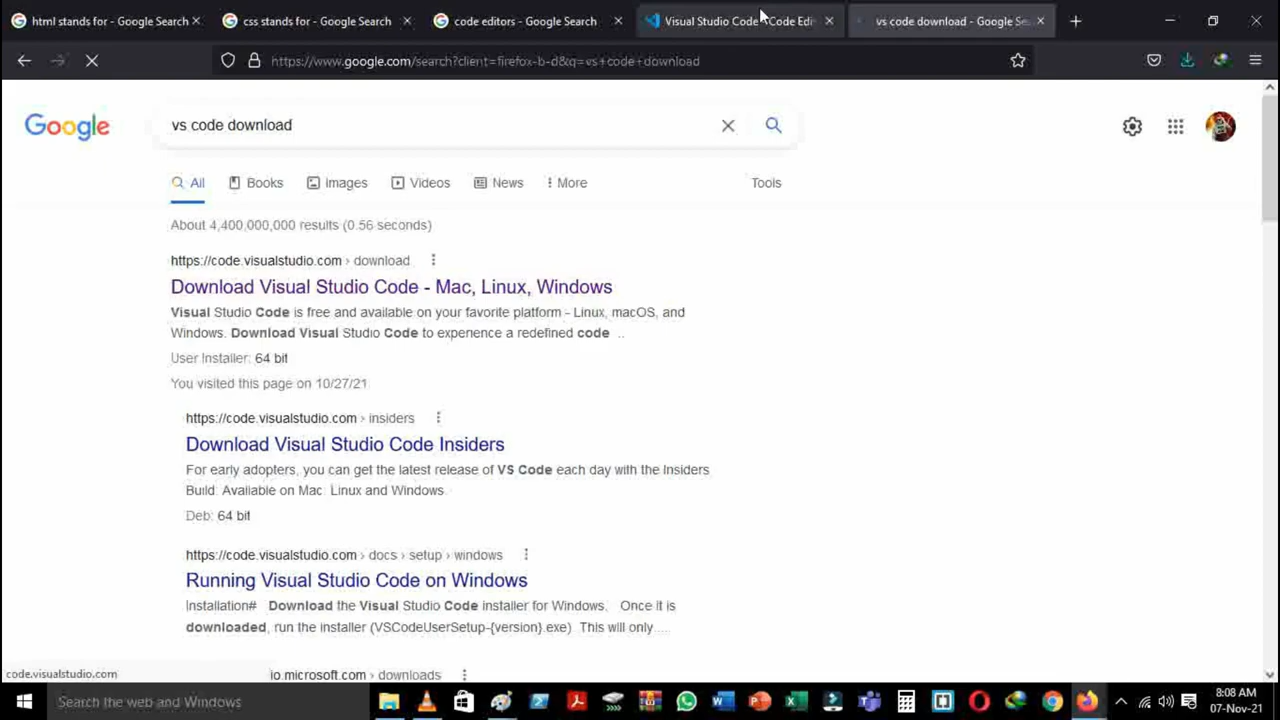 html stands for - Google Search
css stands for - Google Search
code editors - Google Search
Visual Studio Code - Code Edi
vs code download - Google Se
https://www.google.com/search?client=firefox-b-d&q=vs+code+download
Google
vs code download
All
Books
Images
Videos
News
More
Tools
About 4,400,000,000 results (0.56 seconds)
https://code.visualstudio.com › download
Download Visual Studio Code - Mac, Linux, Windows
Visual Studio Code is free and available on your favorite platform - Linux, macOS, and
Windows. Download Visual Studio Code to experience a redefined code ...
User Installer: 64 bit
You visited this page on 10/27/21
https://code.visualstudio.com › insiders
Download Visual Studio Code Insiders
For early adopters, you can get the latest release of VS Code each day with the Insiders
Build. Available on Mac, Linux and Windows.
Deb: 64 bit
https://code.visualstudio.com › docs › setup › windows
Running Visual Studio Code on Windows
Installation# Download the Visual Studio Code installer for Windows. Once it is
downloaded, run the installer (VSCodeUserSetup-{version}.exe). This will only ...
code.visualstudio.com
io.microsoft.com › downloads
Search the web and Windows
8:08 AM
07-Nov-21